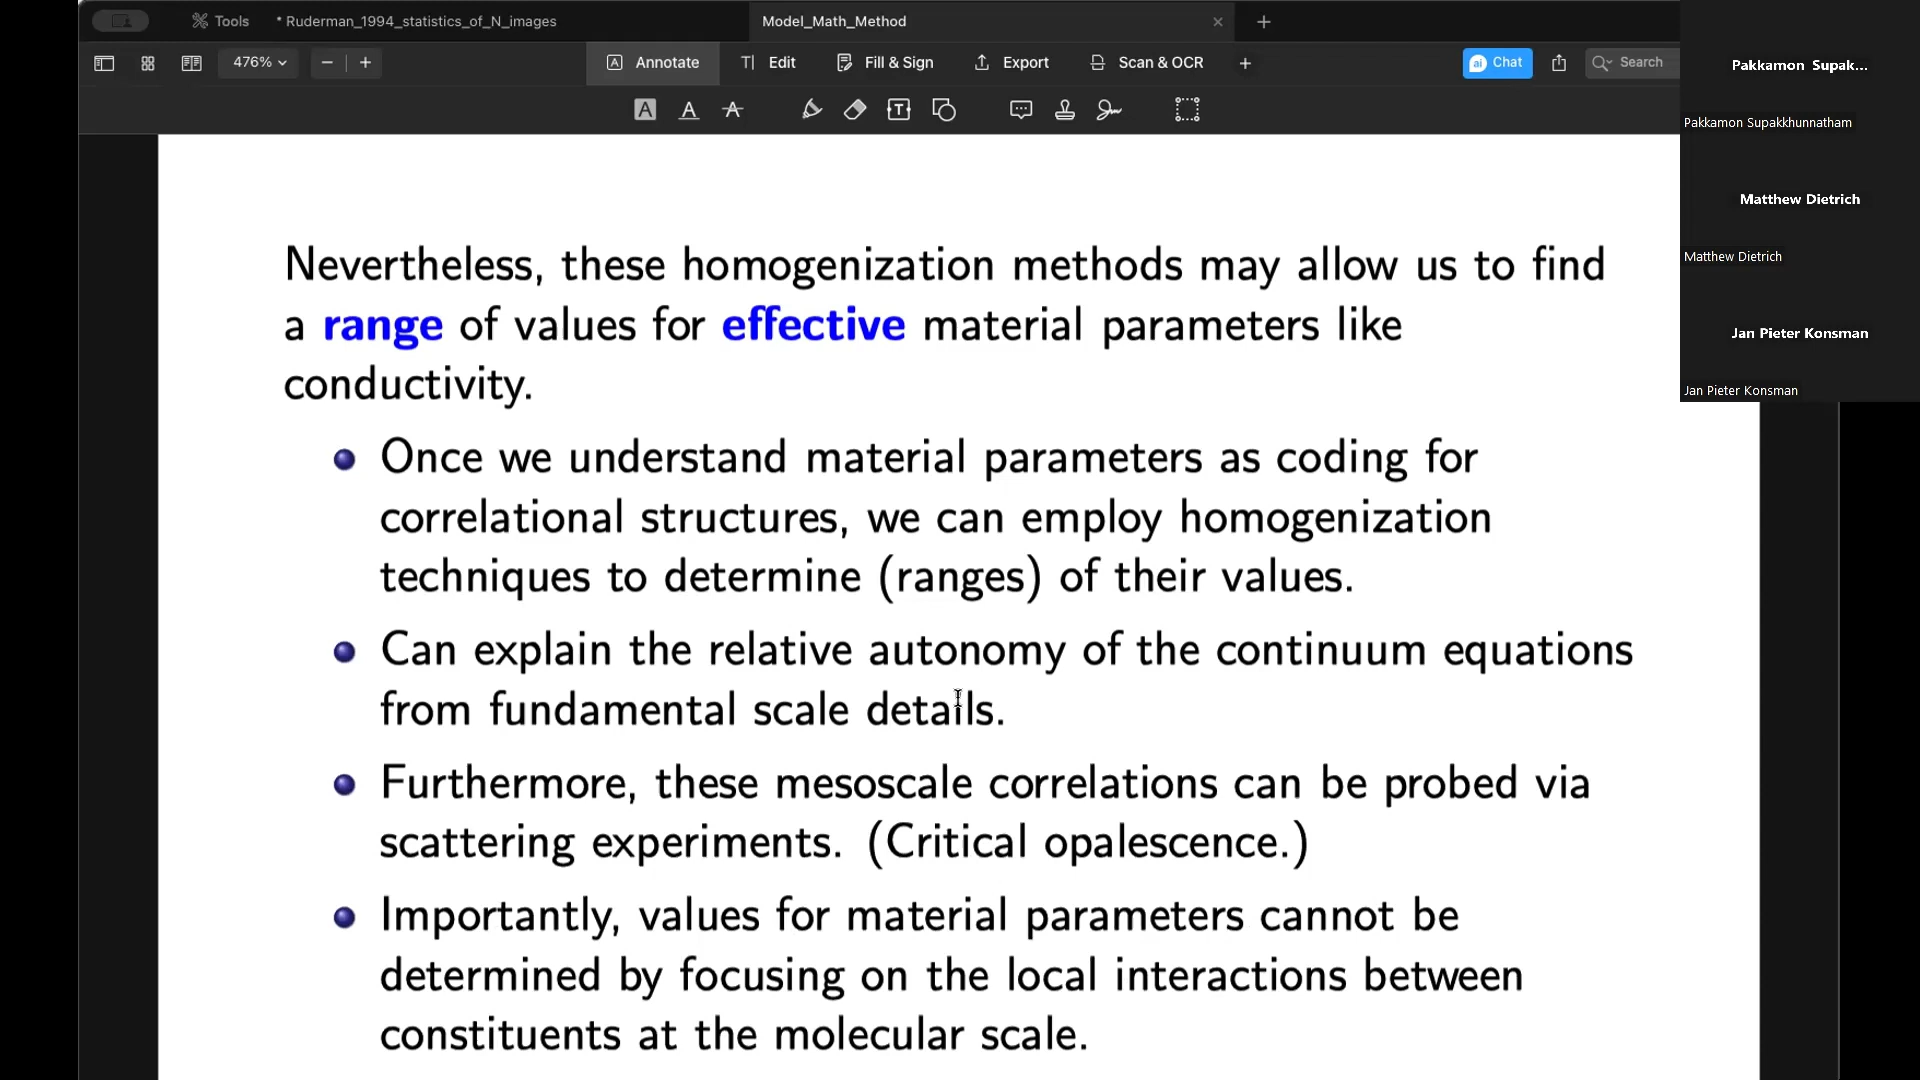 Tools
* Ruderman_1994_statistics_of_N_images
Model_Math_Method
476%
Annotate
Edit
Fill & Sign
Export
Scan & OCR
ai Chat
Search
Pakkamon Supak...
Pakkamon Supakkhunnatham
Matthew Dietrich
Matthew Dietrich
Jan Pieter Konsman
Jan Pieter Konsman
Nevertheless, these homogenization methods may allow us to find
a range of values for effective material parameters like
conductivity.
Once we understand material parameters as coding for
correlational structures, we can employ homogenization
techniques to determine (ranges) of their values.
Can explain the relative autonomy of the continuum equations
from fundamental scale details.
Furthermore, these mesoscale correlations can be probed via
scattering experiments. (Critical opalescence.)
Importantly, values for material parameters cannot be
determined by focusing on the local interactions between
constituents at the molecular scale.